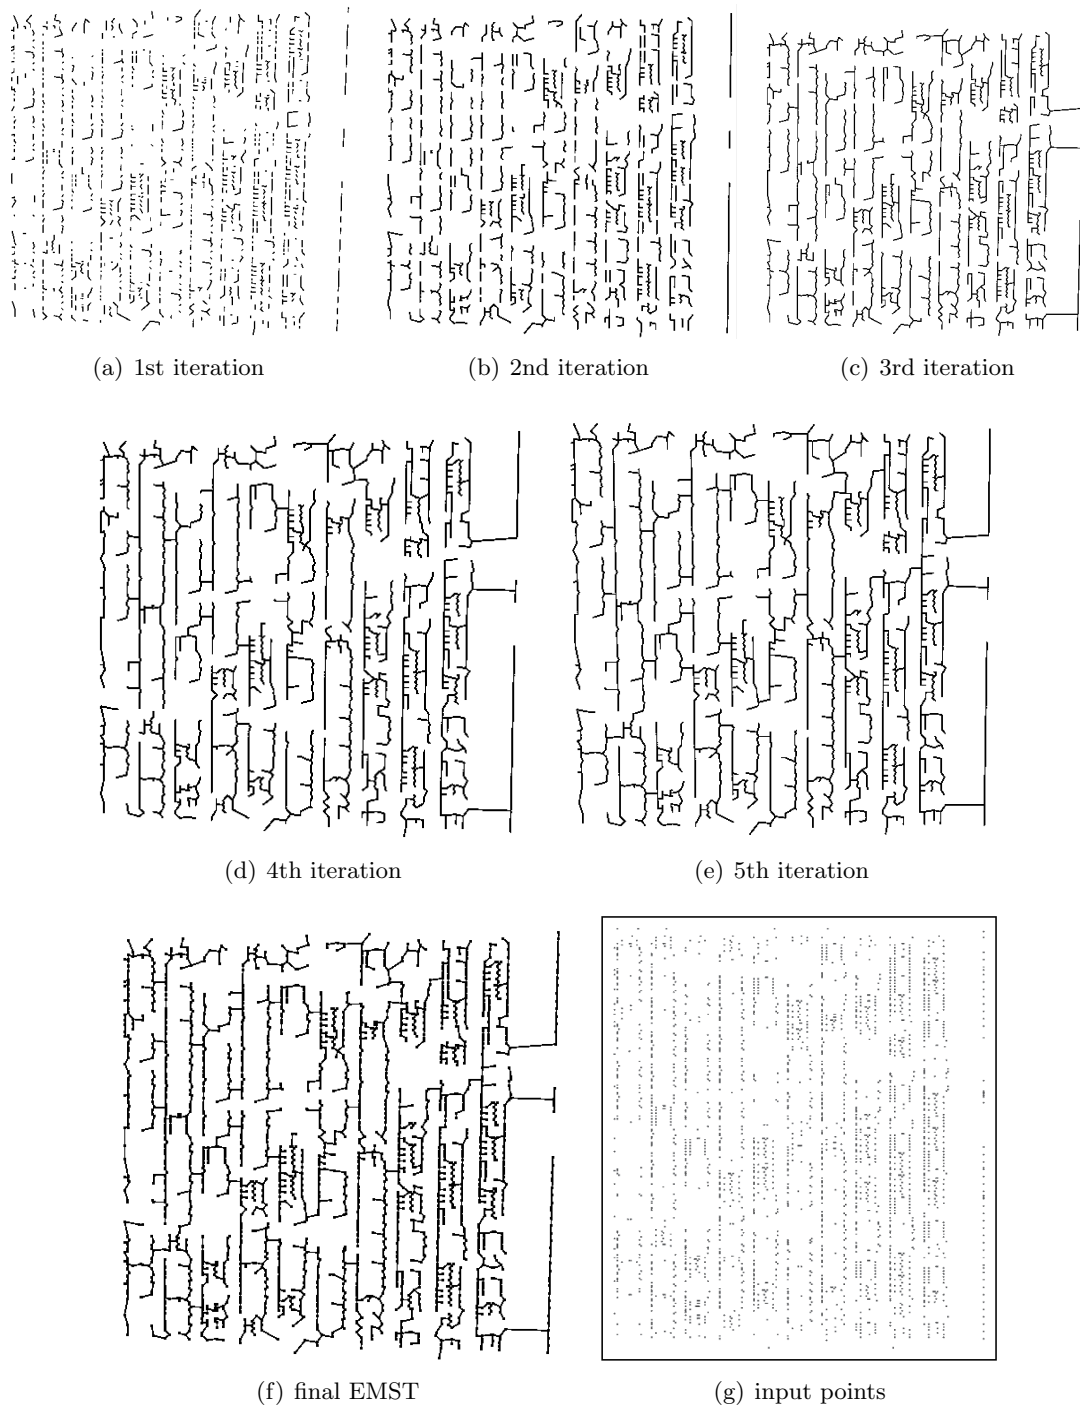 (a) 1st iteration
(b) 2nd iteration
(c) 3rd iteration
(d) 4th iteration
(e) 5th iteration
(f) final EMST
(g) input points